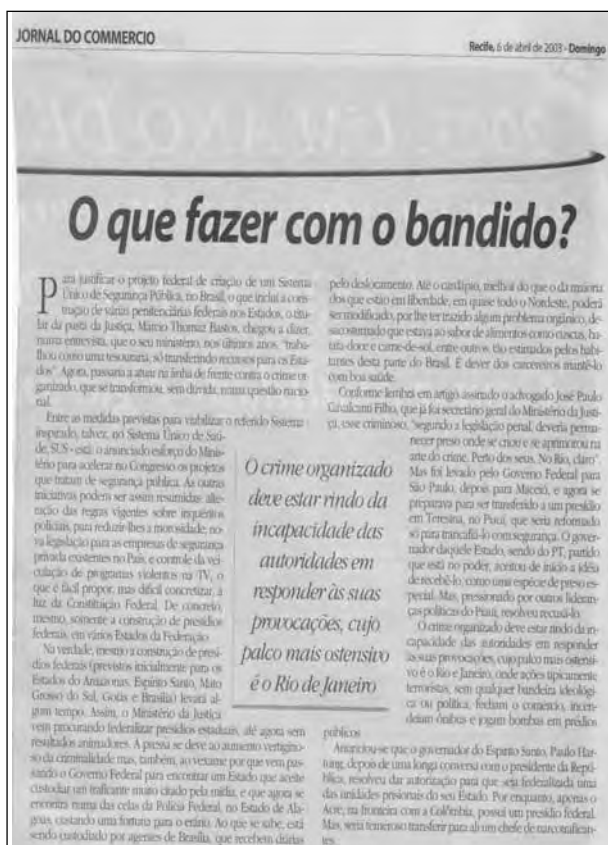 JORNAL DO COMMERCIO
Recife, 6 de abril de 2003 - Domingo
O que fazer com o bandido?
Para justificar o projeto federal de criação de um Sistema
Único de Segurança Pública, no Brasil, o que inclui a cons-
trução de várias penitenciárias federais nos Estados, o titu-
lar da pasta da Justiça, Márcio Thomaz Bastos, chegou a dizer,
numa entrevista, que o seu ministério, nos últimos anos, "traba-
lhou como uma tesouraria, só transferindo recursos para os Esta-
dos". Agora, passaria a atuar na linha de frente contra o crime or-
ganizado, que se transformou, sem dúvida, numa questão nacio-
nal.
Entre as medidas previstas para viabilizar o referido Sistema -
inspirado, talvez, no Sistema Único de Saú-
de, SUS - está o anunciado esforço do Minis-
tério para acelerar no Congresso os projetos
que tratam de segurança pública. As outras
iniciativas poderá ser assim resumidas: alte-
ração das regras vigentes sobre inquéritos
policiais, para reduzir-lhes a morosidade, no-
va legislação para as empresas de segurança
privada existentes no País, e controle da vei-
culação de programas violentos na TV, o
que é fácil propor, mas difícil concretizar, à
luz da Constituição Federal. De concreto,
mesmo, somente a construção de presídios
federais, em vários Estados da Federação.
Na verdade, mesmo a construção de presí-
dios federais (previstos inicialmente para os
Estados do Amazonas, Espírito Santo, Mato
Grosso do Sul, Goiás e Brasília) levará al-
gum tempo. Assim, o Ministério da Justiça
vem procurando federalizar presídios estaduais, até agora sem
resultados animadores. A pressa se deve ao aumento vertigino-
so da criminalidade mas, também, ao vexame por que vem pas-
sando o Governo Federal para encontrar um Estado que aceite
custodiar um traficante muito citado pela mídia, e que agora se
encontra numa das celas da Polícia Federal, no Estado de Ala-
goas, custando uma fortuna para o erário. Ao que se sabe, está
sendo custodiado por agentes de Brasília, que recebem diárias
O crime organizado
deve estar rindo da
incapacidade das
autoridades em
responder às suas
provocações, cujo
palco mais ostensivo
é o Rio de Janeiro
pelo deslocamento. Até o cardápio, melhor do que o da maioria
dos que estão em liberdade, em quase todo o Nordeste, poderá
ser modificado, por lhe ter trazido algum problema orgânico, de-
sacostumado que estava ao sabor de alimentos como cuscus, ba-
tata-doce e carne-de-sol, entre outros, tão estimados pelos habi-
tantes desta parte do Brasil. É dever dos carcereiros mantê-lo
com boa saúde.
Conforme lembra em artigo assinado o advogado José Paulo
Cavalcanti Filho, que já foi secretário geral do Ministério da Justi-
ça, esse criminoso, "segundo a legislação penal, deveria perma-
necer preso onde se criou e se aprimorou na
arte do crime. Perto dos seus. No Rio, claro".
Mas foi levado pelo Governo Federal para
São Paulo, depois para Maceió, e agora se
preparava para ser transferido a um presídio
em Teresina, no Piauí, que seria reformado
só para trancafiá-lo com segurança. O gover-
nador daquele Estado, sendo do PT, partido
que está no poder, aceitou de início a idéia
de recebê-lo, como uma espécie de preso es-
pecial. Mas, pressionado por outros lideran-
ças políticas do Piauí, resolveu recusá-lo.
O crime organizado deve estar rindo da in-
capacidade das autoridades em responder
às suas provocações, cujo palco mais ostensi-
vo é o Rio e Janeiro, onde ações tipicamente
terroristas, sem qualquer bandeira ideológi-
ca ou política, fecham o comércio, incen-
deiam ônibus e jogam bombas em prédios
públicos
Anunciou-se que o governador do Espírito Santo, Paulo Har-
tung, depois de uma longa conversa com o presidente da Repú-
blica, resolveu dar autorização para que seja federalizada uma
das unidades prisionais do seu Estado. Por enquanto, apenas o
Acre, na fronteira com a Colômbia, possui um presídio federal.
Mas, seria temeroso transferir para ali um chefe de narcotrafican-
tes.